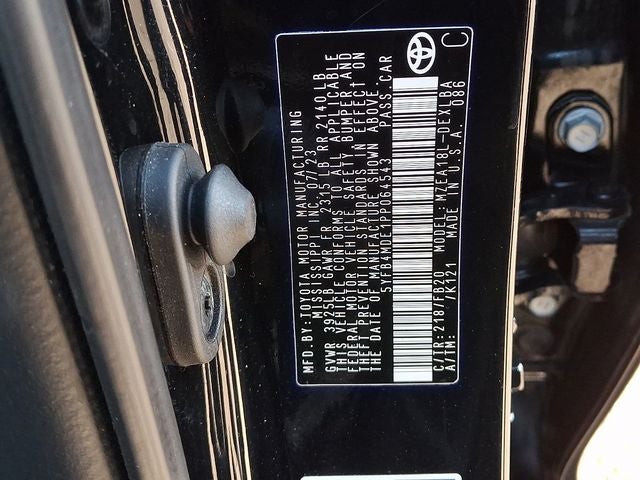 MFD. BY: TOYOTA MOTOR MANUFACTURING
MISSISSIPPI INC. 07/23
GVWR 3925LB GAWR FR 2315 LB RR 2140 LB
THIS VEHICLE CONFORMS TO ALL APPLICABLE
FEDERAL MOTOR VEHICLE SAFETY BUMPER AND
THEFT PREVENTION STANDARDS IN EFFECT ON
THE DATE OF MANUFACTURE SHOWN ABOVE.
5YFB4MDE1PP064543 PASS.CAR
C/TR: 218?/FB20 MODEL: MZEA18L-DEXLBA
A/TM: -/K121 MADE IN U.S.A. 086
C